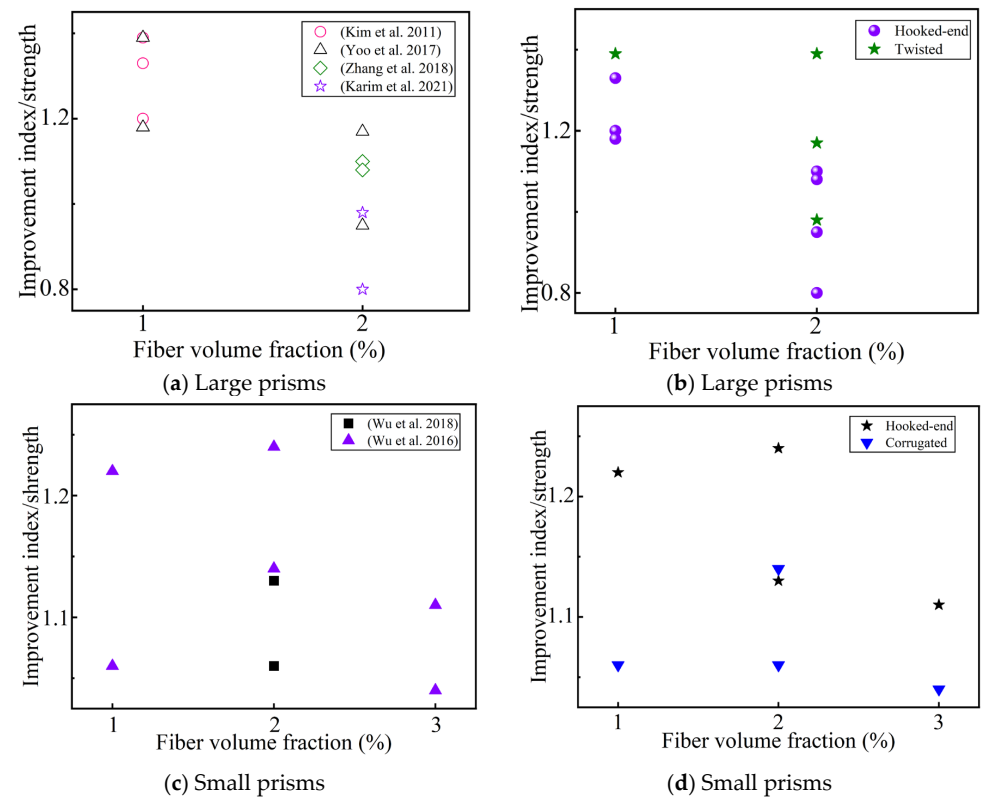 Improvement index/strength
1.2
0.8
(Kim et al. 2011)
(Yoo et al. 2017)
(Zhang et al. 2018)
(Karim et al. 2021)
1 2
Fiber volume fraction (%)
(a) Large prisms
Improvement index/strength
1.2
0.8
Hooked-end
Twisted
1 2
Fiber volume fraction (%)
(b) Large prisms
Improvement index/shrength
1.2
1.1
(Wu et al. 2018)
(Wu et al. 2016)
1 2 3
Fiber volume fraction (%)
(c) Small prisms
Improvement index/strength
1.2
1.1
Hooked-end
Corrugated
1 2 3
Fiber volume fraction (%)
(d) Small prisms